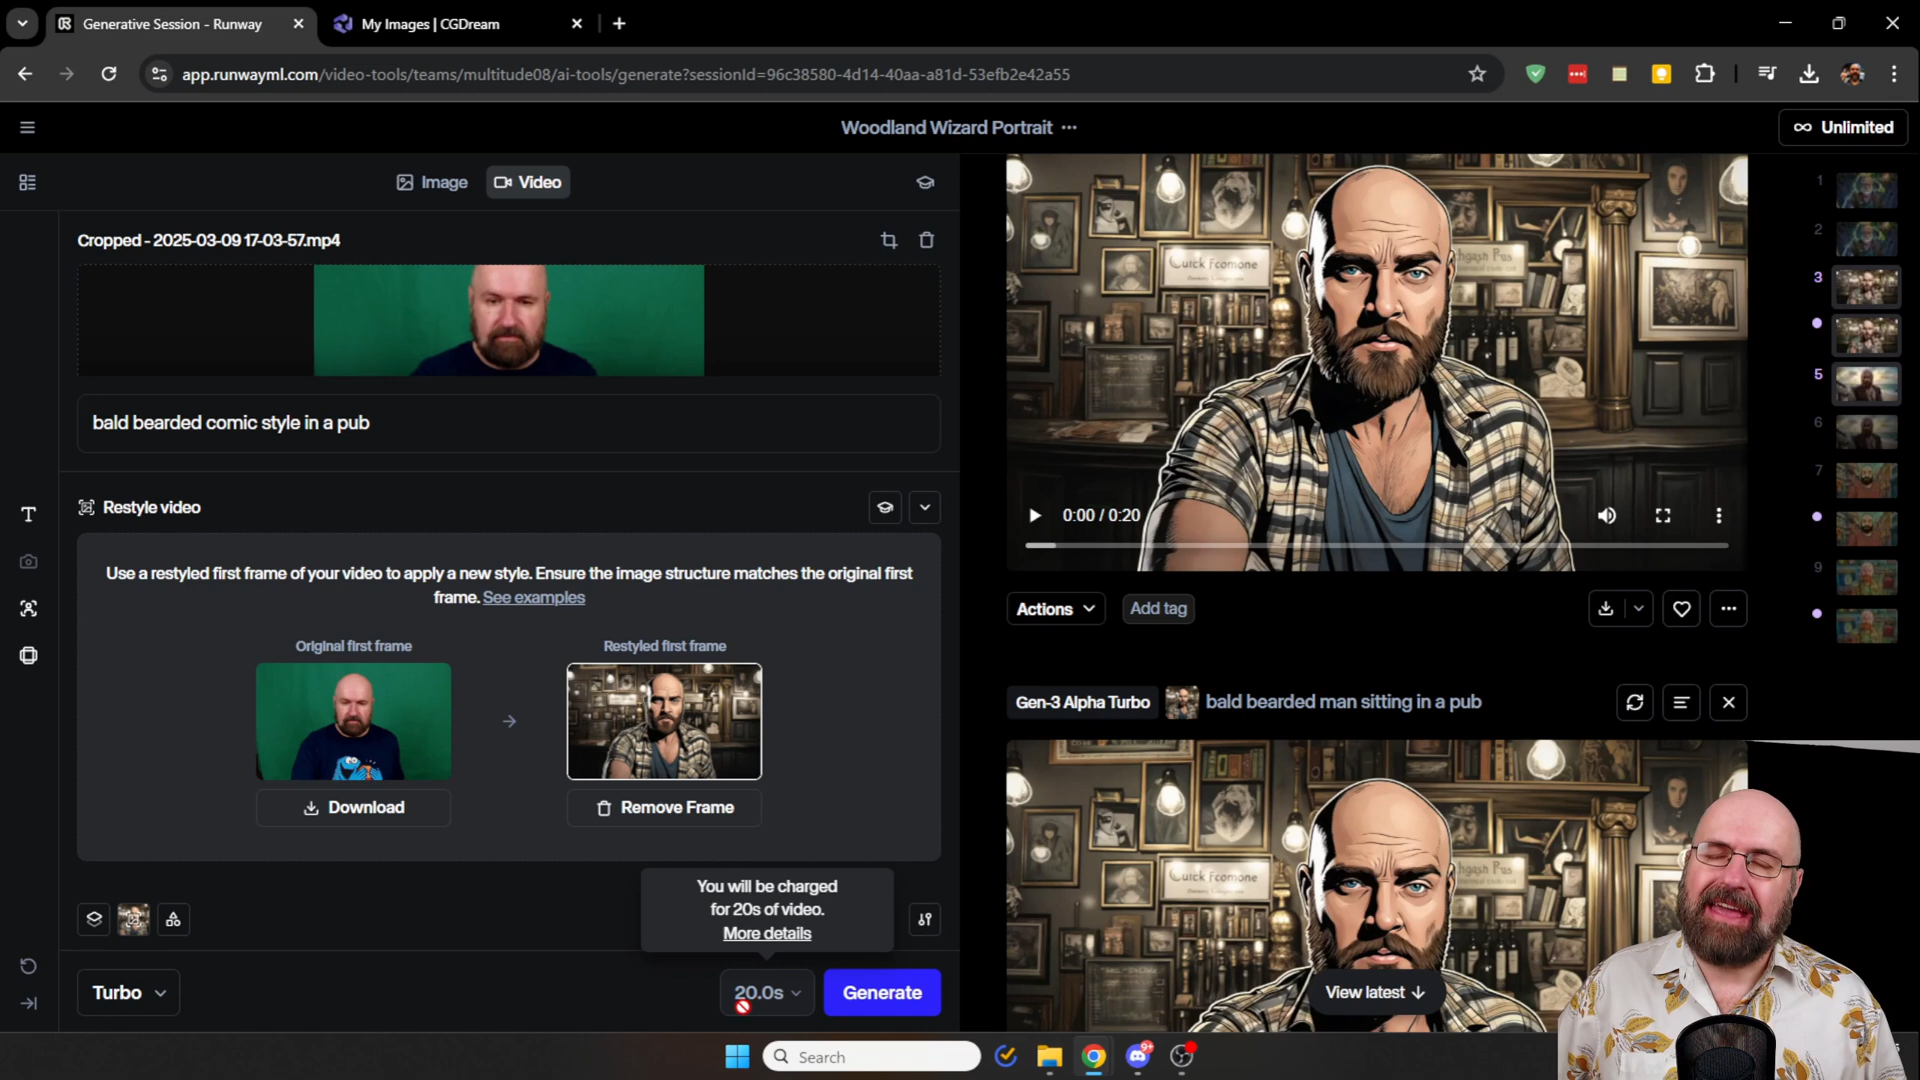 Generative Session - Runway
My Images | CGDream
app.runwayml.com/video-tools/teams/multitude08/ai-tools/generate?sessionId=96c38580-4d14-40aa-a81d-53efb2e42a55
Woodland Wizard Portrait
Unlimited
Image
Video
Cropped - 2025-03-09 17-03-57.mp4
bald bearded comic style in a pub
Restyle video
Use a restyled first frame of your video to apply a new style. Ensure the image structure matches the original first
frame. See examples
Original first frame
Restyled first frame
Download
Remove Frame
You will be charged
for 20s of video.
More details
Turbo
20.0s
Generate
Curck Fcomone
0:00 / 0:20
Actions
Add tag
Gen-3 Alpha Turbo
bald bearded man sitting in a pub
Curck Fcomone
View latest
1
2
3
5
6
7
9
Search
9+